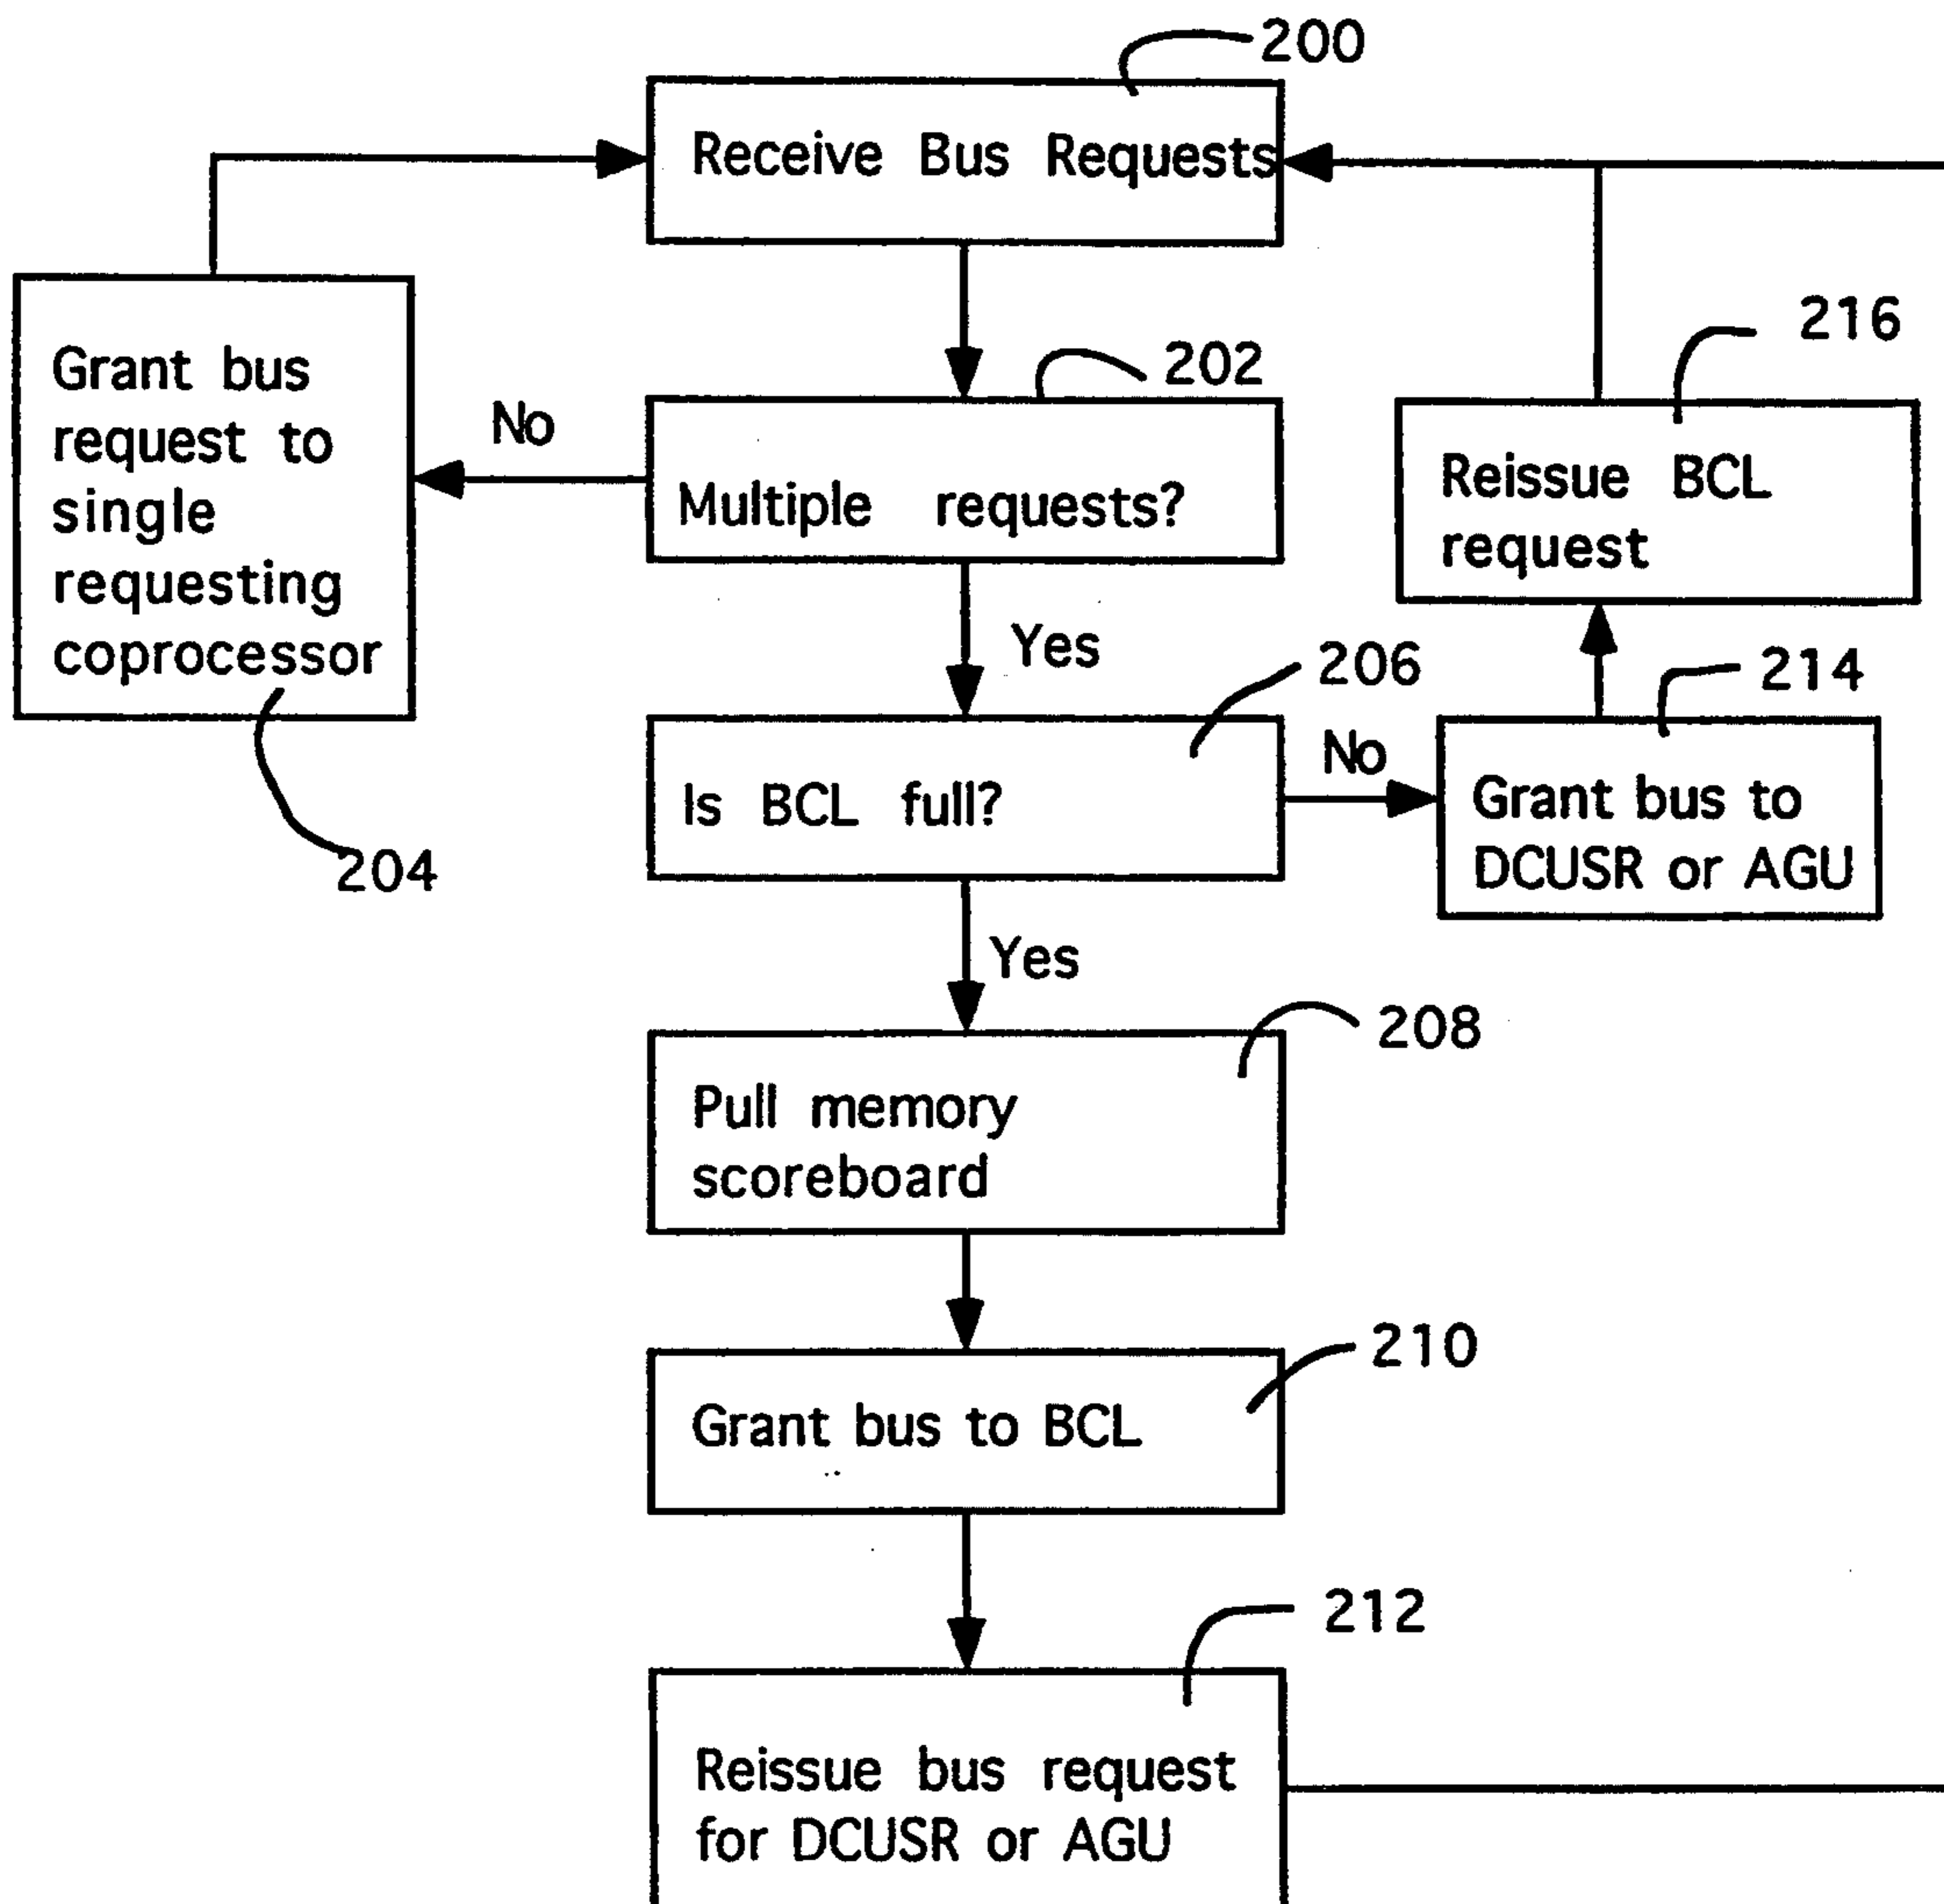 200
Receive Bus Requests
202
Multiple requests?
No
Grant bus
request to
single
requesting
coprocessor
204
Yes
216
Reissue BCL
request
206
Is BCL full?
No
214
Grant bus to
DCUSR or AGU
Yes
208
Pull memory
scoreboard
210
Grant bus to BCL
212
Reissue bus request
for DCUSR or AGU